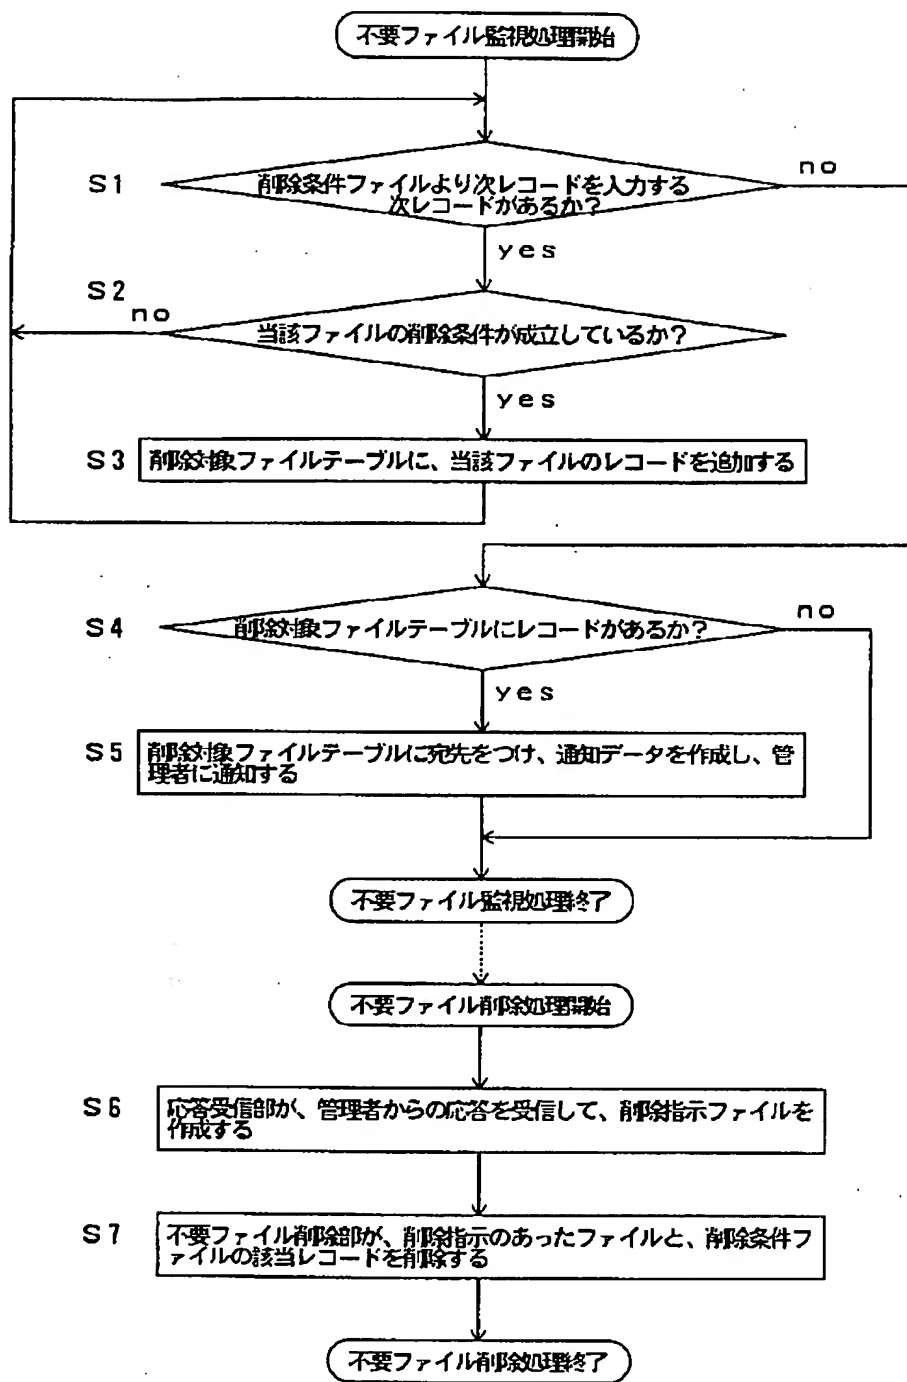 不要ファイル監視処理開始
S1
no
削除条件ファイルより次レコードを入力する
次レコードがあるか？
yes
S2
no
当該ファイルの削除条件が成立しているか？
yes
S3
削除対象ファイルテーブルに、当該ファイルのレコードを追加する
S4
no
削除対象ファイルテーブルにレコードがあるか？
yes
S5
削除対象ファイルテーブルに宛先をつけ、通知データを作成し、管
理者に通知する
不要ファイル監視処理終了
不要ファイル削除処理開始
S6
応答受信部が、管理者からの応答を受信して、削除指示ファイルを
作成する
S7
不要ファイル削除部が、削除指示のあったファイルと、削除条件フ
ァイルの該当レコードを削除する
不要ファイル削除処理終了